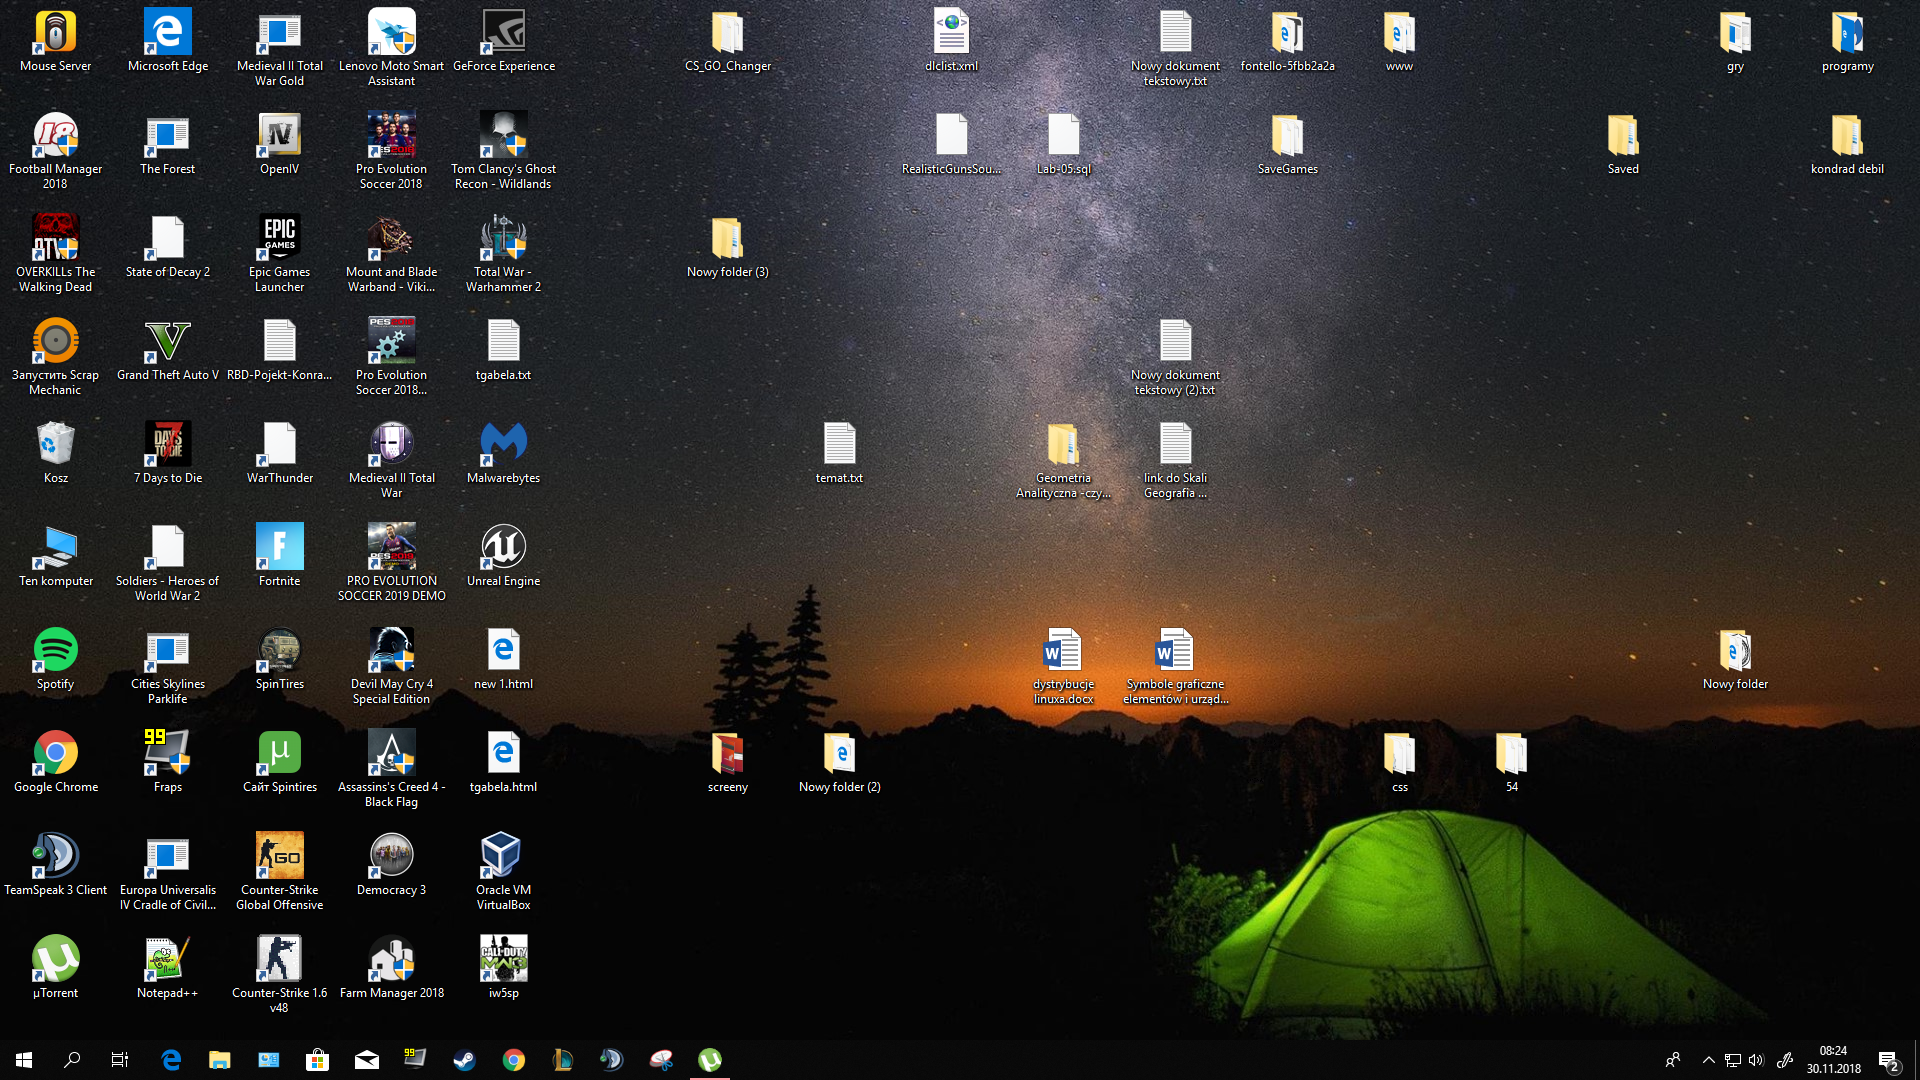 Mouse Server
Microsoft Edge
Medieval II Total
War Gold
Lenovo Moto Smart
Assistant
GeForce Experience
CS_GO_Changer
dlclist.xml
Nowy dokument
tekstowy.txt
fontello-5fbb2a2a
www
gry
programy
Football Manager
2018
The Forest
OpenIV
Pro Evolution
Soccer 2018
Tom Clancy's Ghost
Recon - Wildlands
RealisticGunsSou...
Lab-05.sql
SaveGames
Saved
kondrad debil
OVERKILLs The
Walking Dead
State of Decay 2
EPIC
GAMES
Epic Games
Launcher
Mount and Blade
Warband - Viki...
Total War -
Warhammer 2
Nowy folder (3)
Запустить Scrap
Mechanic
Grand Theft Auto V
RBD-Pojekt-Konra...
Pro Evolution
Soccer 2018...
tgabela.txt
Nowy dokument
tekstowy (2).txt
Kosz
7 Days to Die
WarThunder
Medieval II Total
War
Malwarebytes
temat.txt
Geometria
Analityczna -czy...
link do Skali
Geografia ...
Ten komputer
Soldiers - Heroes of
World War 2
Fortnite
PRO EVOLUTION
SOCCER 2019 DEMO
Unreal Engine
Spotify
Cities Skylines
Parklife
SpinTires
Devil May Cry 4
Special Edition
new 1.html
dystrybucje
linuxa.docx
Symbole graficzne
elementów i urząd...
Nowy folder
99
Google Chrome
Fraps
Сайт Spintires
Assassins's Creed 4 -
Black Flag
tgabela.html
screeny
Nowy folder (2)
css
54
GO
TeamSpeak 3 Client
Europa Universalis
IV Cradle of Civil...
Counter-Strike
Global Offensive
Democracy 3
Oracle VM
VirtualBox
CALL OF DUTY
MW3
µTorrent
Notepad++
Counter-Strike 1.6
v48
Farm Manager 2018
iw5sp
99
08:24
30.11.2018
2